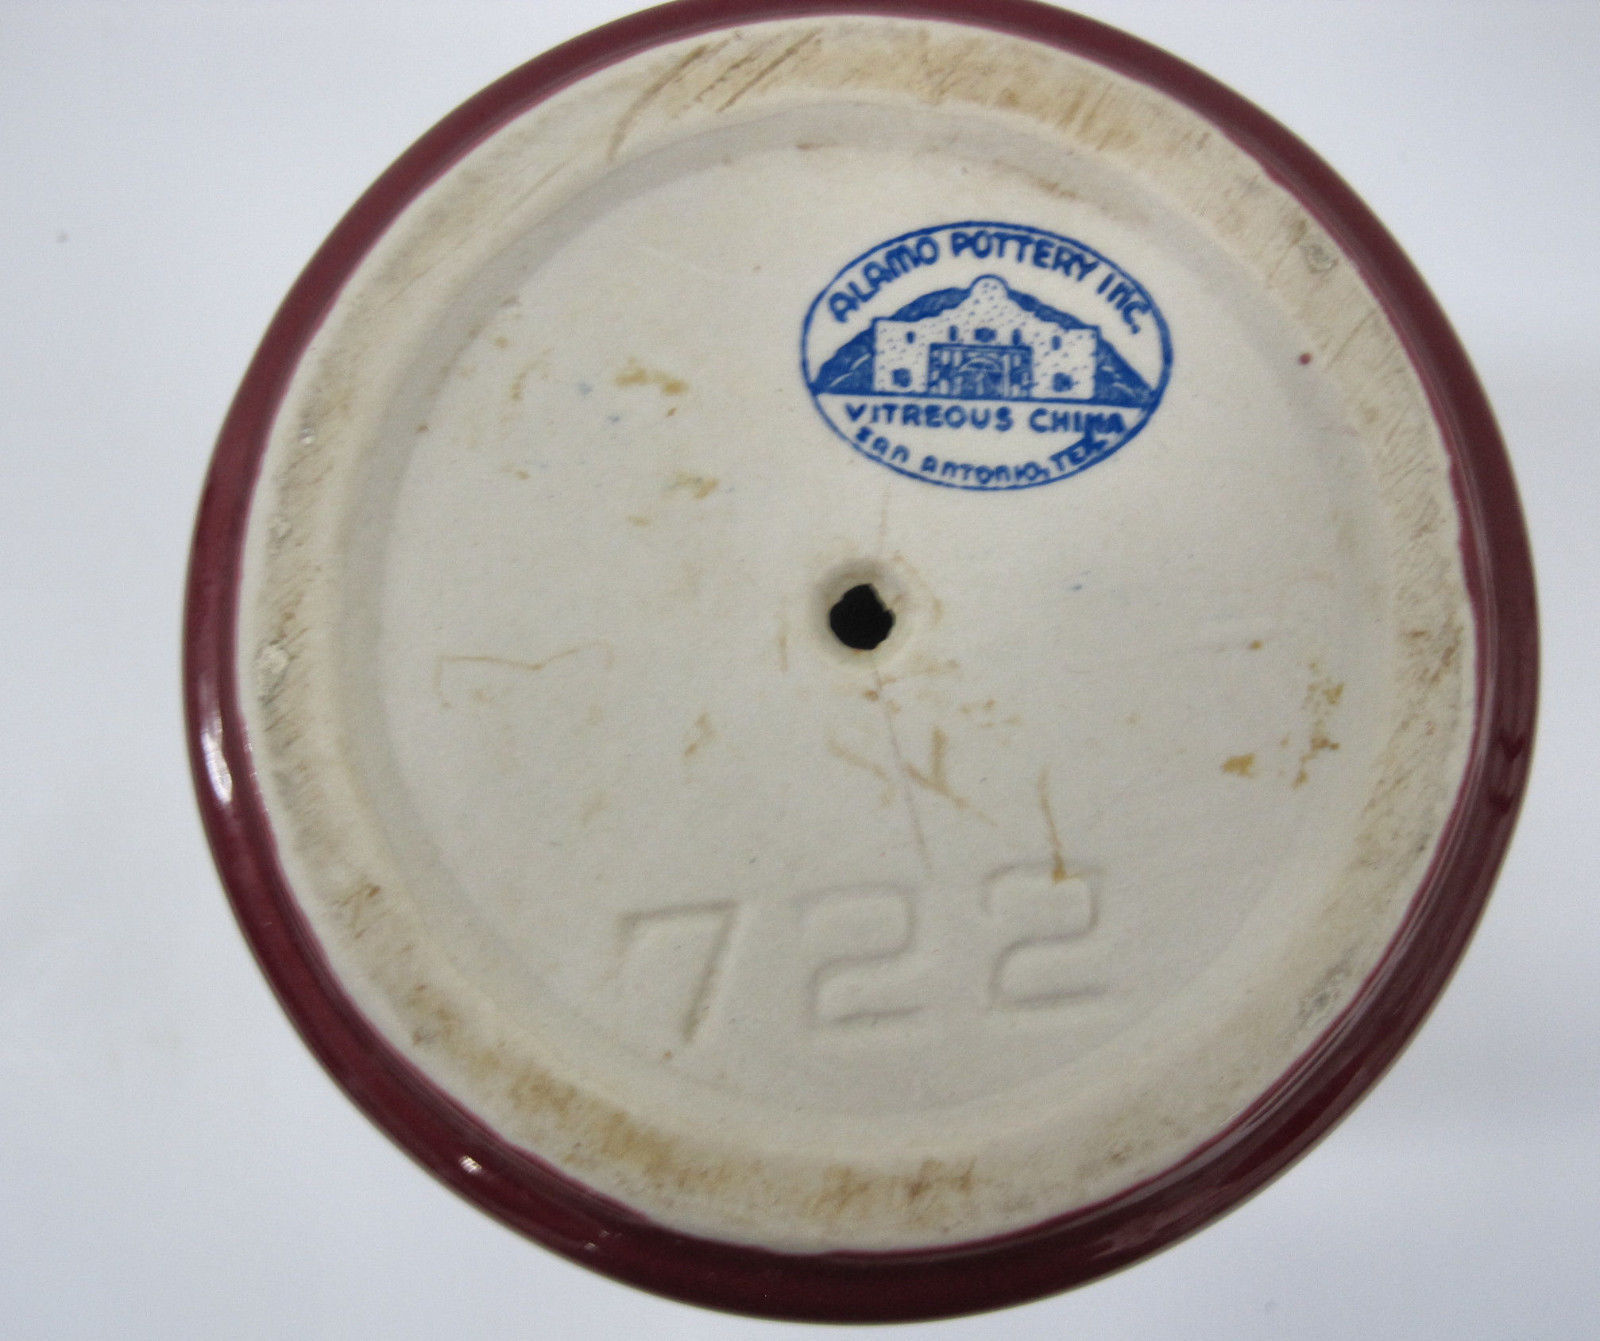 ALAMO POTTERY INC.
VITREOUS CHINA
SAN ANTONIO, TEX.
722